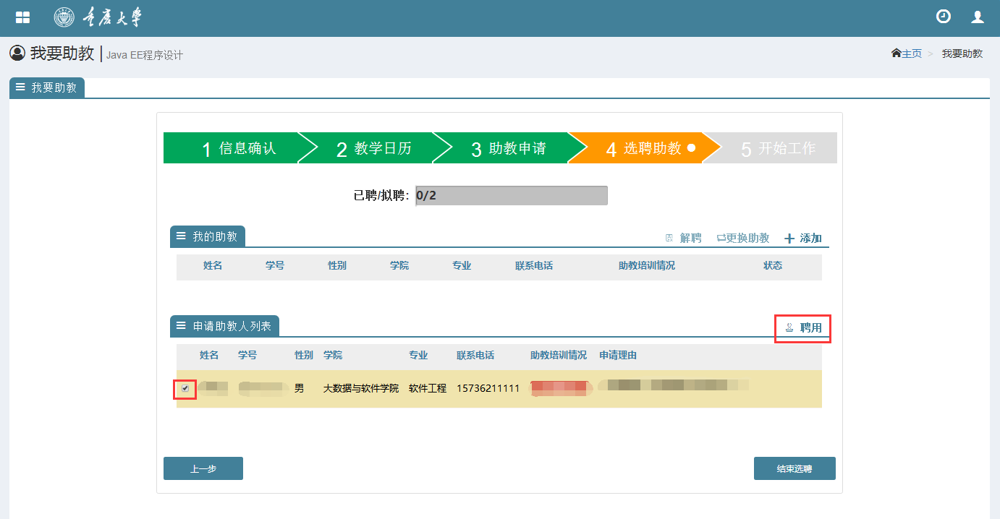 重庆大学
我要助教 | Java EE程序设计
主页 > 我要助教
我要助教
1 信息确认 2 教学日历 3 助教申请 4 选聘助教 5 开始工作
已聘/拟聘: 0/2
我的助教 解聘 更换助教 添加
姓名 学号 性别 学院 专业 联系电话 助教培训情况 状态
申请助教人列表 聘用
姓名 学号 性别 学院 专业 联系电话 助教培训情况 申请理由
男 大数据与软件学院 软件工程 15736211111
上一步 结束选聘